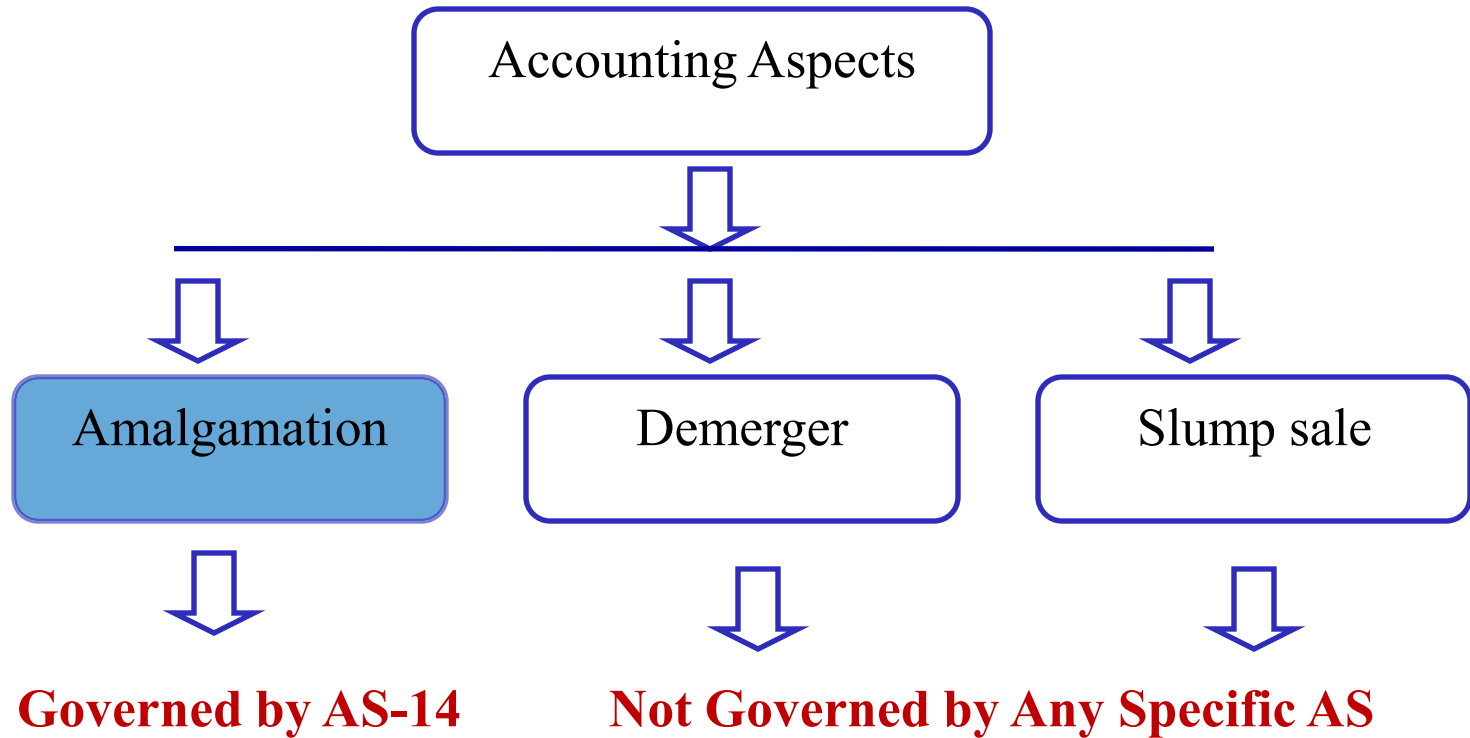 Accounting Aspects
Amalgamation
Demerger
Slump sale
Governed by AS-14
Not Governed by Any Specific AS